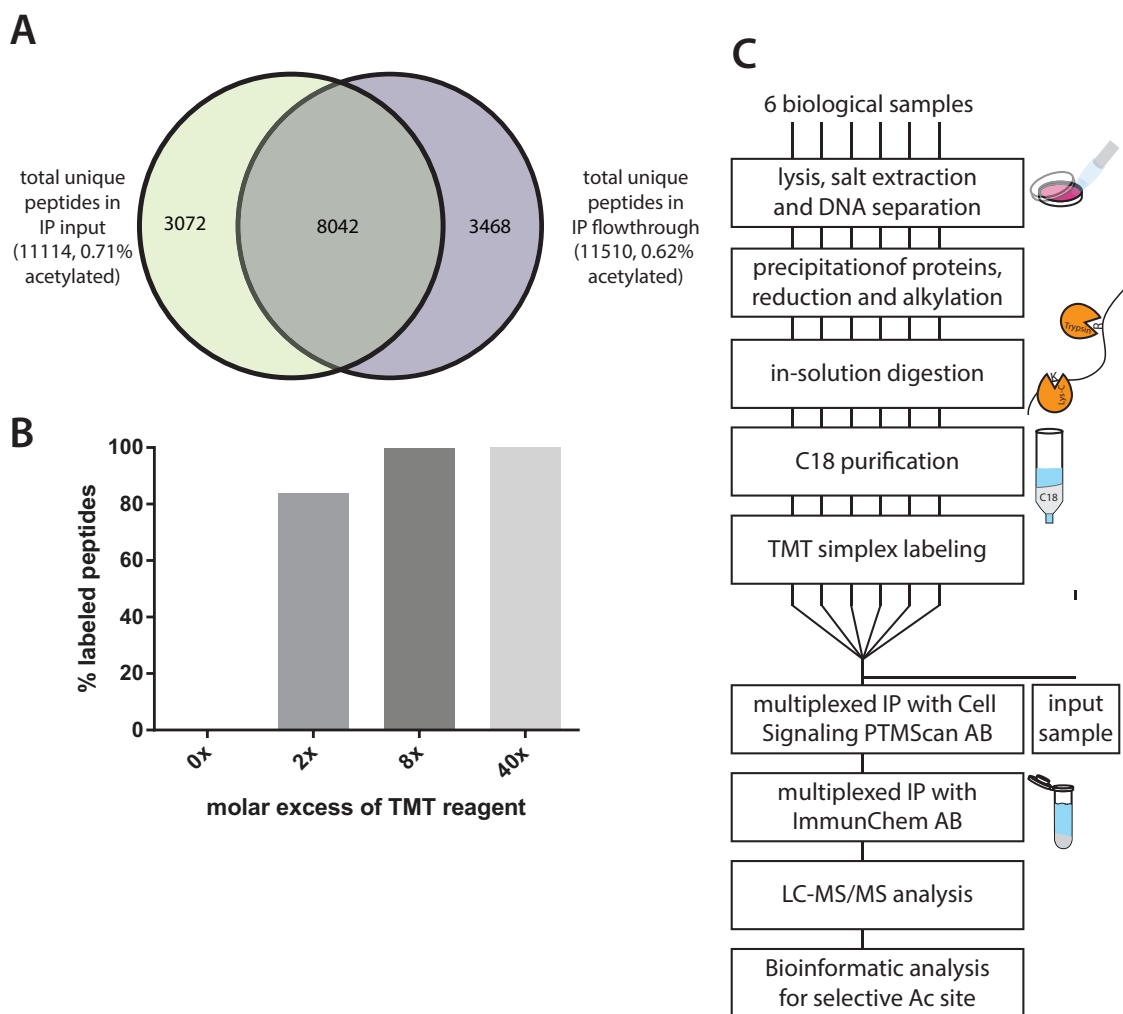 A
total unique
peptides in
IP input
(11114, 0.71%
acetylated)
3072
8042
3468
total unique
peptides in
IP flowthrough
(11510, 0.62%
acetylated)
B
% labeled peptides
100
80
60
40
20
0
0x
2x
8x
40x
molar excess of TMT reagent
C
6 biological samples
lysis, salt extraction
and DNA separation
precipitationof proteins,
reduction and alkylation
Trypsin
R
in-solution digestion
K
Lys-C
C18 purification
C18
TMT simplex labeling
multiplexed IP with Cell
Signaling PTMScan AB
input
sample
multiplexed IP with
ImmunChem AB
LC-MS/MS analysis
Bioinformatic analysis
for selective Ac site